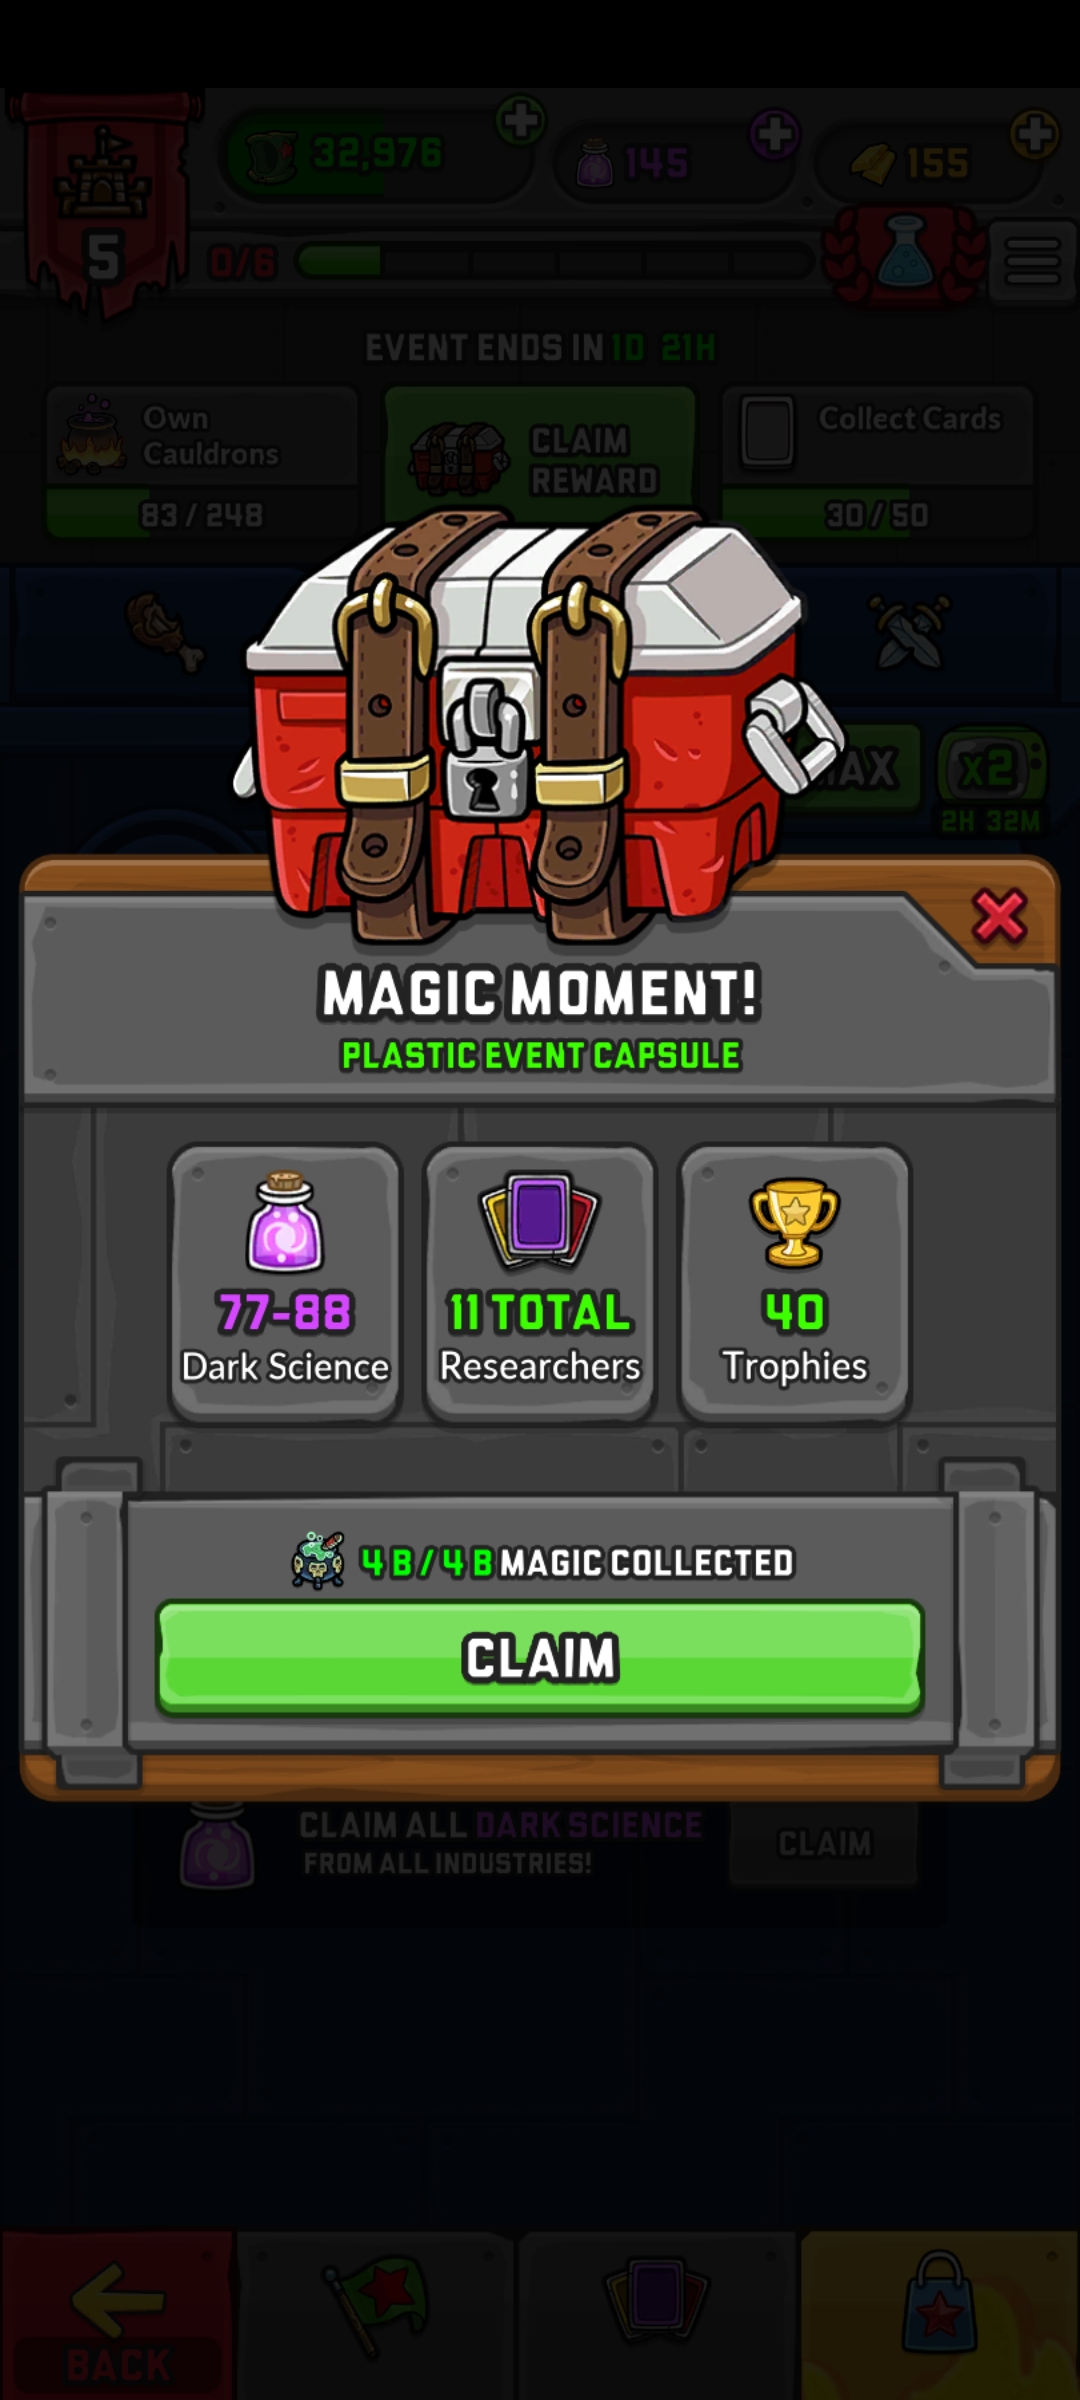 32,976
145
155
5
0/6
EVENT ENDS IN 1D 21H
Own
Cauldrons
83 / 248
CLAIM
REWARD
Collect Cards
30 / 50
x2
2H 32M
MAGIC MOMENT!
PLASTIC EVENT CAPSULE
77-88
Dark Science
11 TOTAL
Researchers
40
Trophies
4 B / 4 B MAGIC COLLECTED
CLAIM
CLAIM ALL DARK SCIENCE
FROM ALL INDUSTRIES!
CLAIM
BACK